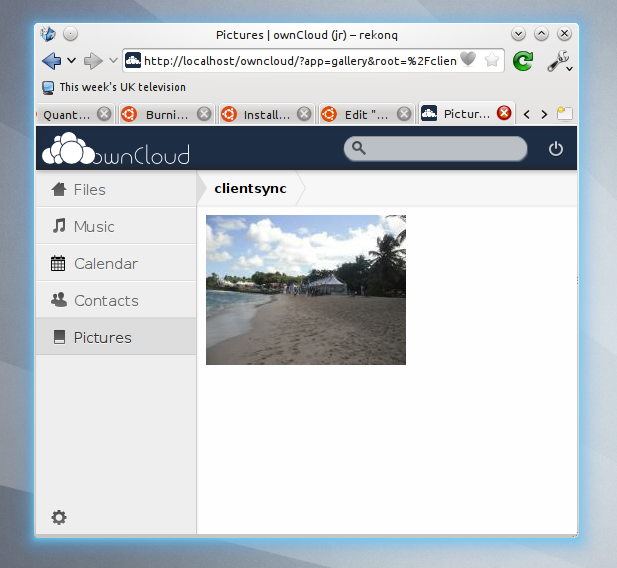 Pictures | ownCloud (jr) – rekonq
http://localhost/owncloud/?app=gallery&root=%2Fclien
This week's UK television
Quant... Burni... Install... Edit "... Pictur...
ownCloud
Files
clientsync
Music
Calendar
Contacts
Pictures